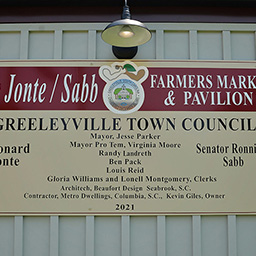 Jonte / Sabb FARMERS MARK
& PAVILION
GREELEYVILLE TOWN COUNCIL
Mayor, Jesse Parker
Mayor Pro Tem, Virginia Moore
Randy Landreth
Ben Pack
Louis Reid
Gloria Williams and Lonell Montgomery, Clerks
Architech, Beaufort Design Seabrook, S.C.
Contractor, Metro Dwellings, Columbia, S.C., Kevin Giles, Owner
2021
onard
onte
Senator Ronni
Sabb